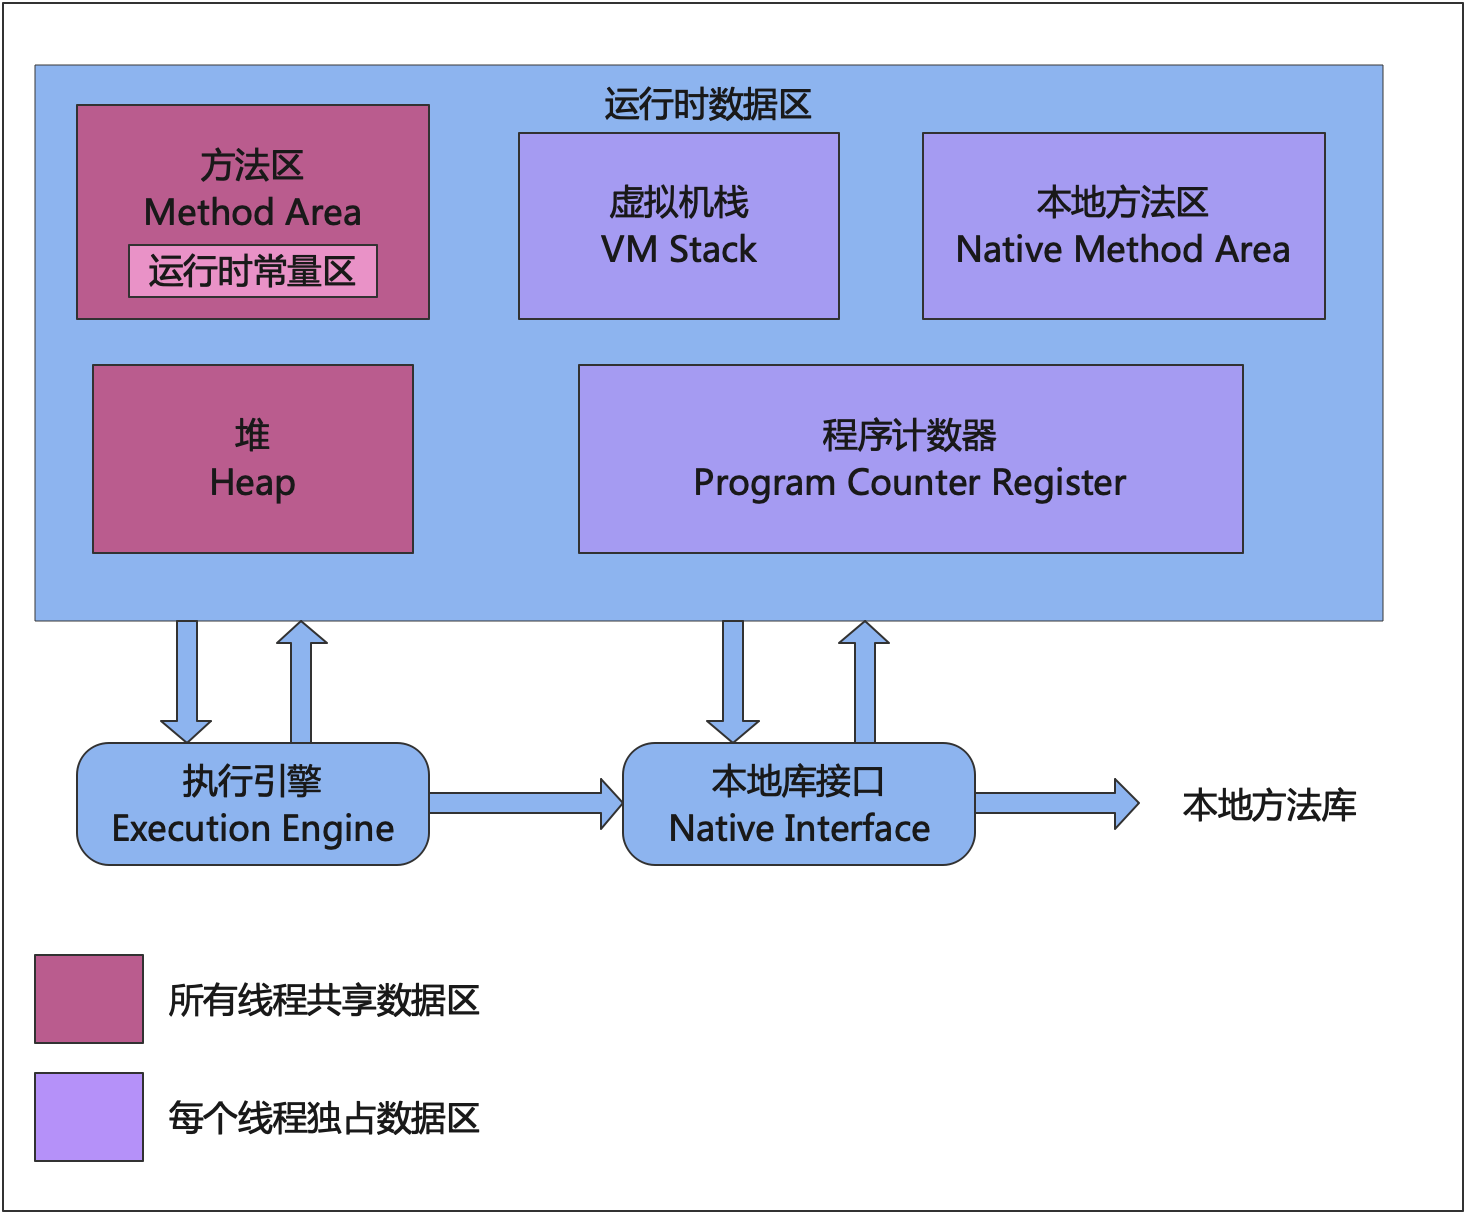 运行时数据区
方法区
Method Area
运行时常量区
虚拟机栈
VM Stack
本地方法区
Native Method Area
堆
Heap
程序计数器
Program Counter Register
执行引擎
Execution Engine
本地库接口
Native Interface
本地方法库
所有线程共享数据区
每个线程独占数据区